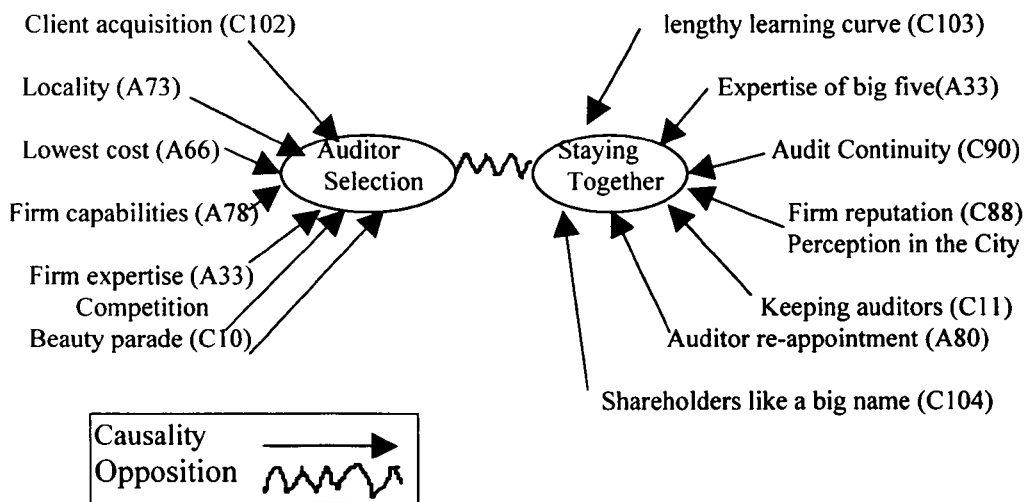 Client acquisition (C102)
Locality (A73)
Lowest cost (A66)
Firm capabilities (A78)
Firm expertise (A33)
Competition
Beauty parade (C10)
Auditor
Selection
Staying
Together
lengthy learning curve (C103)
Expertise of big five(A33)
Audit Continuity (C90)
Firm reputation (C88)
Perception in the City
Keeping auditors (C11)
Auditor re-appointment (A80)
Shareholders like a big name (C104)
Causality
Opposition